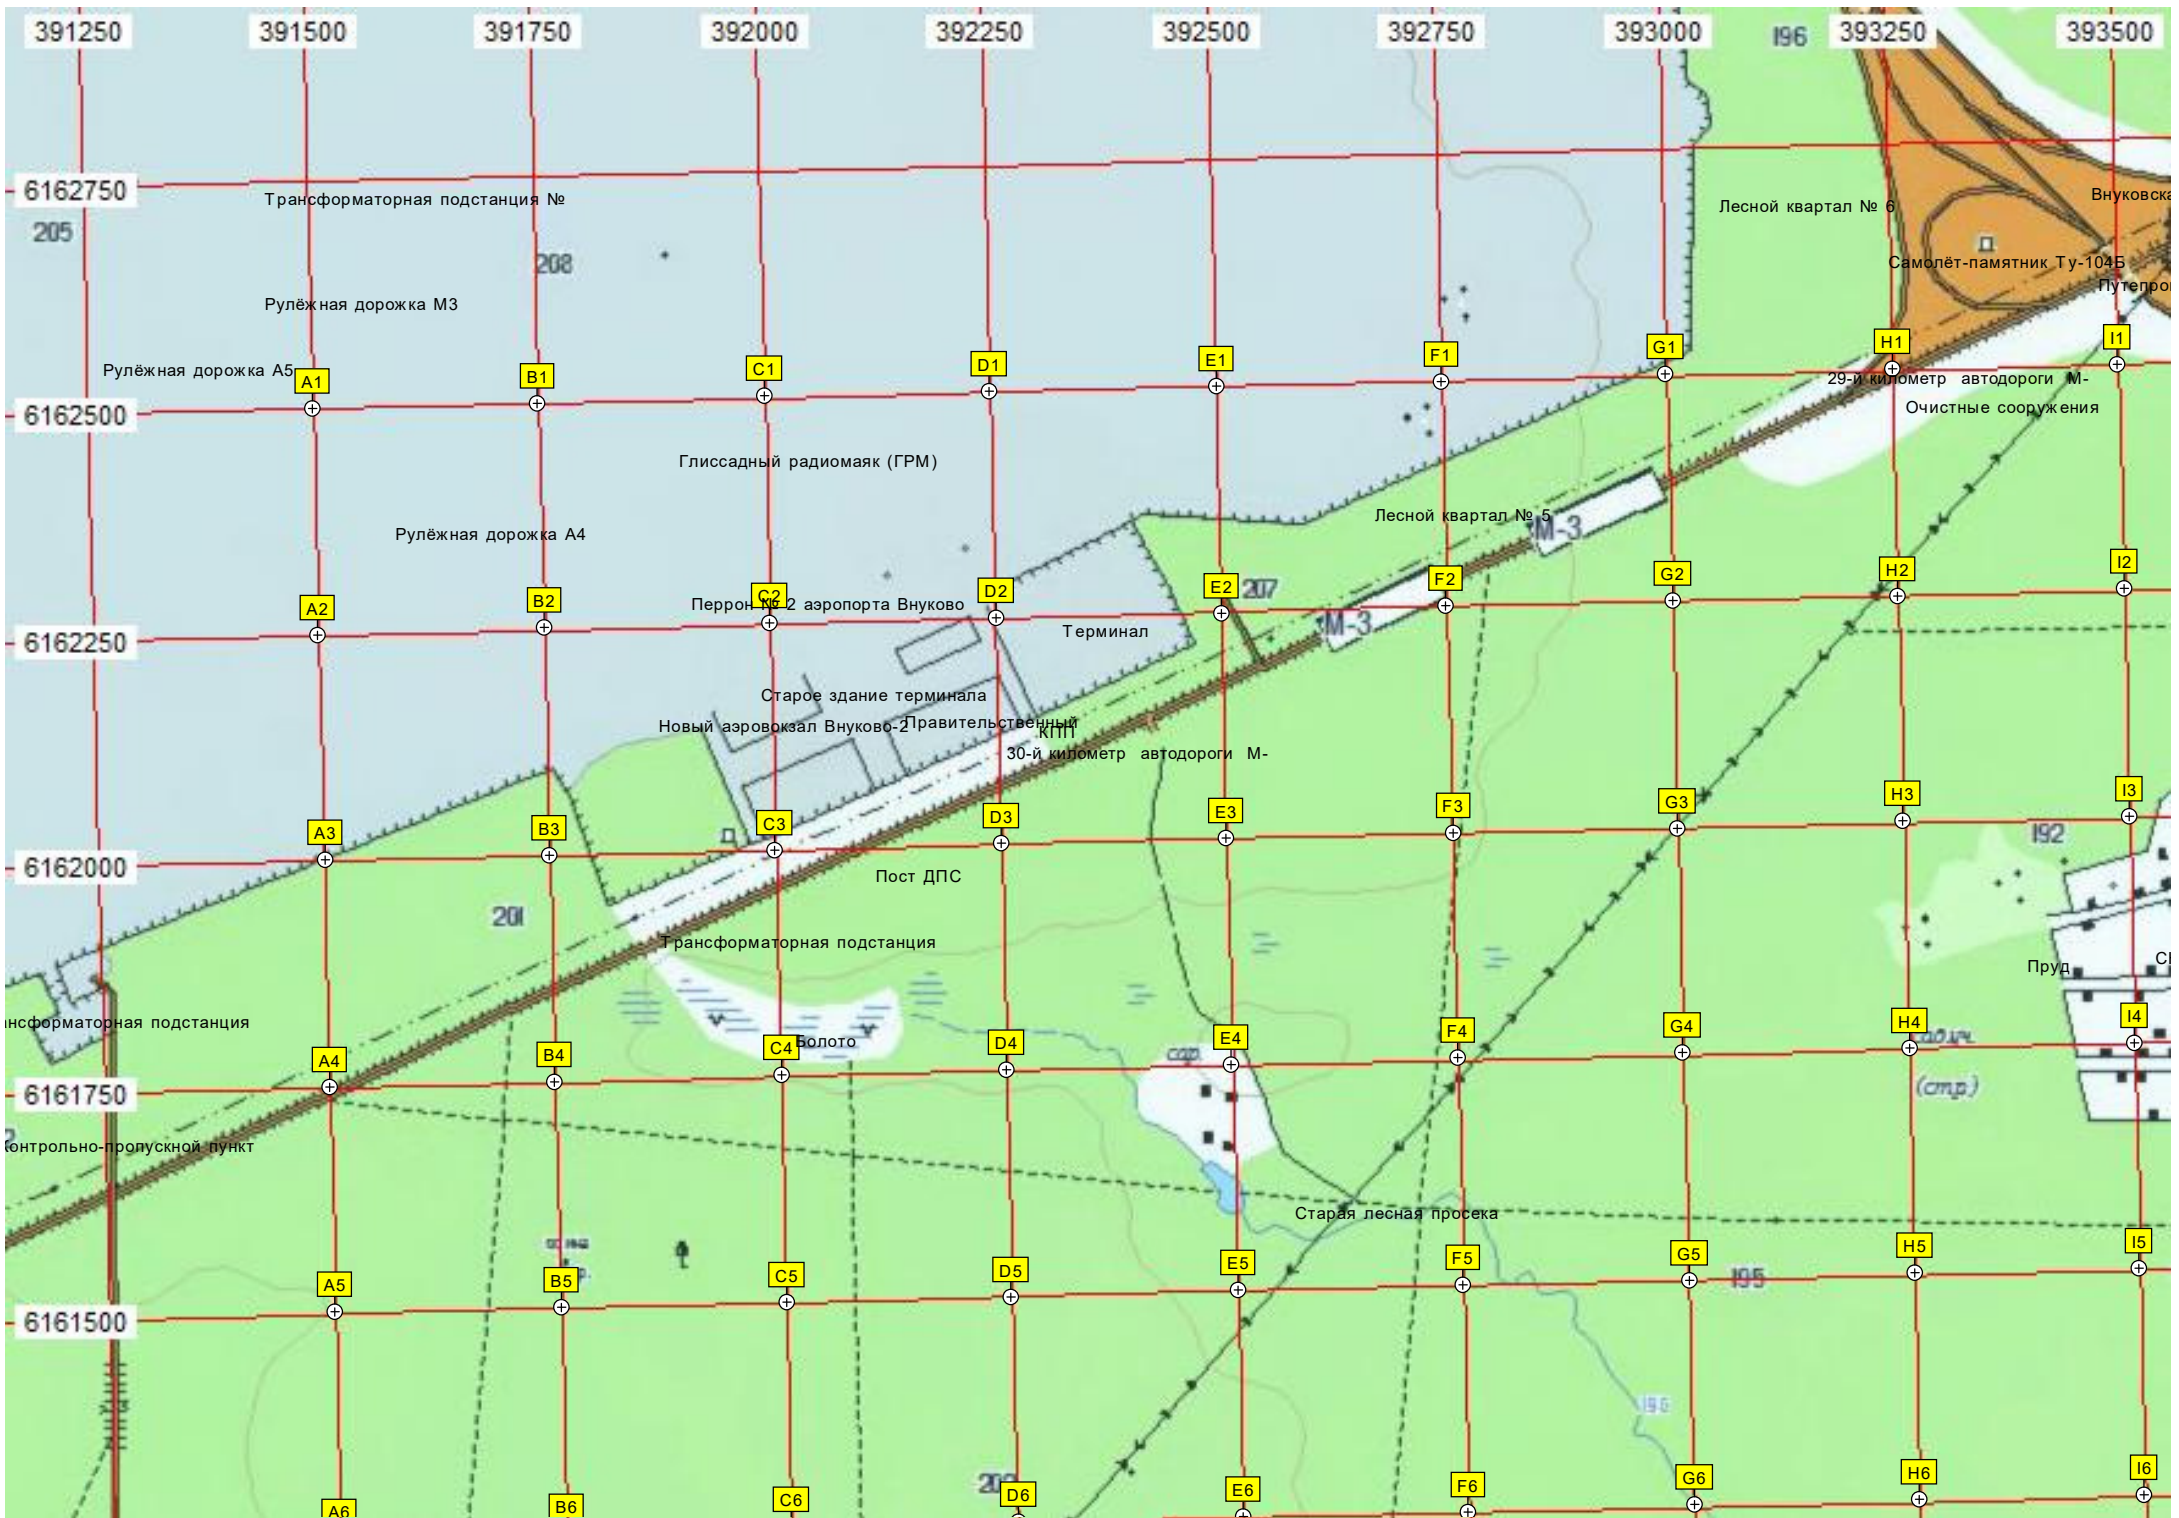 391250 391500 391750 392000 392250 392500 392750 393000 393250 393500
196
6162750
Трансформаторная подстанция №
Лесной квартал № 6
Внуковска
205
208
Д
Самолёт-памятник Ту-104Б
Путепро
Рулёжная дорожка М3
A1 B1 C1 D1 E1 F1 G1 H1 I1
Рулёжная дорожка А5
29-й километр автодороги М-
6162500
Очистные сооружения
Глиссадный радиомаяк (ГРМ)
Лесной квартал № 5
М-3
Рулёжная дорожка А4
A2 B2 C2 D2 E2 F2 G2 H2 I2
207
Перрон № 2 аэропорта Внуково
М-3
Терминал
6162250
Старое здание терминала
Новый аэровокзал Внуково-2
Правительственный
КПП
30-й километр автодороги М-
A3 B3 C3 D3 E3 F3 G3 H3 I3
Д
192
6162000
Пост ДПС
201
Трансформаторная подстанция
Пруд
нсформаторная подстанция
A4 B4 C4 D4 E4 F4 G4 H4 I4
Болото
сар.
6161750
(стр)
онтрольно-пропускной пункт
Старая лесная просека
A5 B5 C5 D5 E5 F5 G5 H5 I5
195
6161500
196
A6 B6 C6 D6 E6 F6 G6 H6 I6